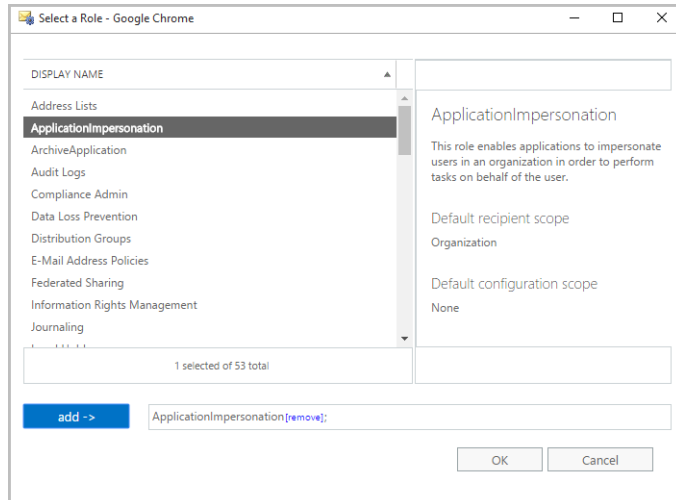 Select a Role - Google Chrome
DISPLAY NAME
Address Lists
ApplicationImpersonation
ArchiveApplication
Audit Logs
Compliance Admin
Data Loss Prevention
Distribution Groups
E-Mail Address Policies
Federated Sharing
Information Rights Management
Journaling
1 selected of 53 total
ApplicationImpersonation
This role enables applications to impersonate
users in an organization in order to perform
tasks on behalf of the user.
Default recipient scope
Organization
Default configuration scope
None
add ->
ApplicationImpersonation[remove];
OK
Cancel